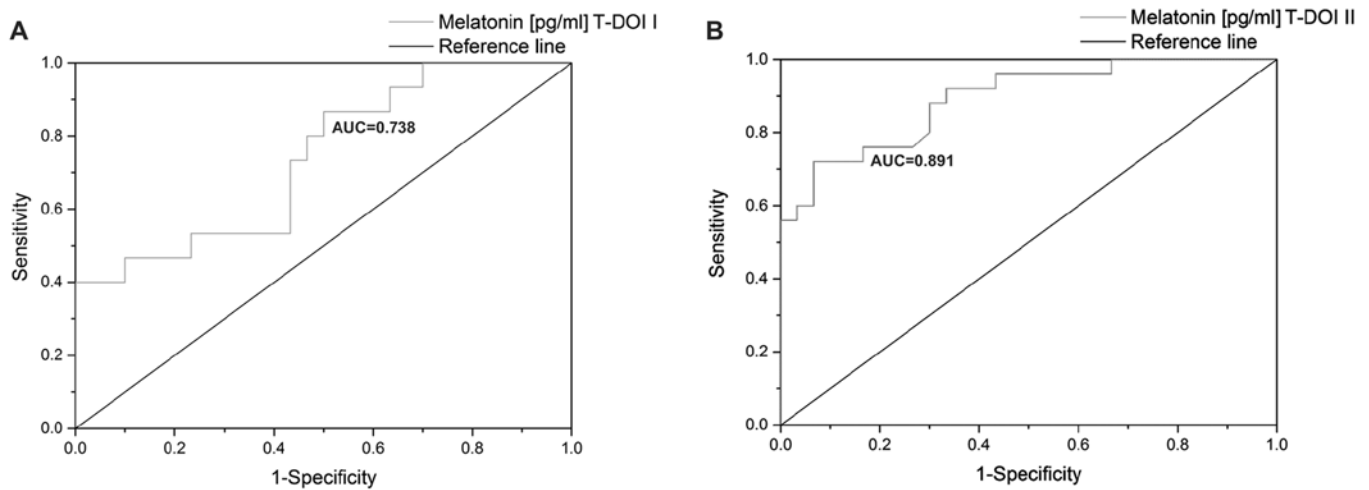 A
Melatonin [pg/ml] T-DOI I
Reference line
1.0
0.8
0.6
0.4
0.2
0.0
Sensitivity
AUC=0.738
0.0 0.2 0.4 0.6 0.8 1.0
1-Specificity
B
Melatonin [pg/ml] T-DOI II
Reference line
1.0
0.8
0.6
0.4
0.2
0.0
Sensitivity
AUC=0.891
0.0 0.2 0.4 0.6 0.8 1.0
1-Specificity